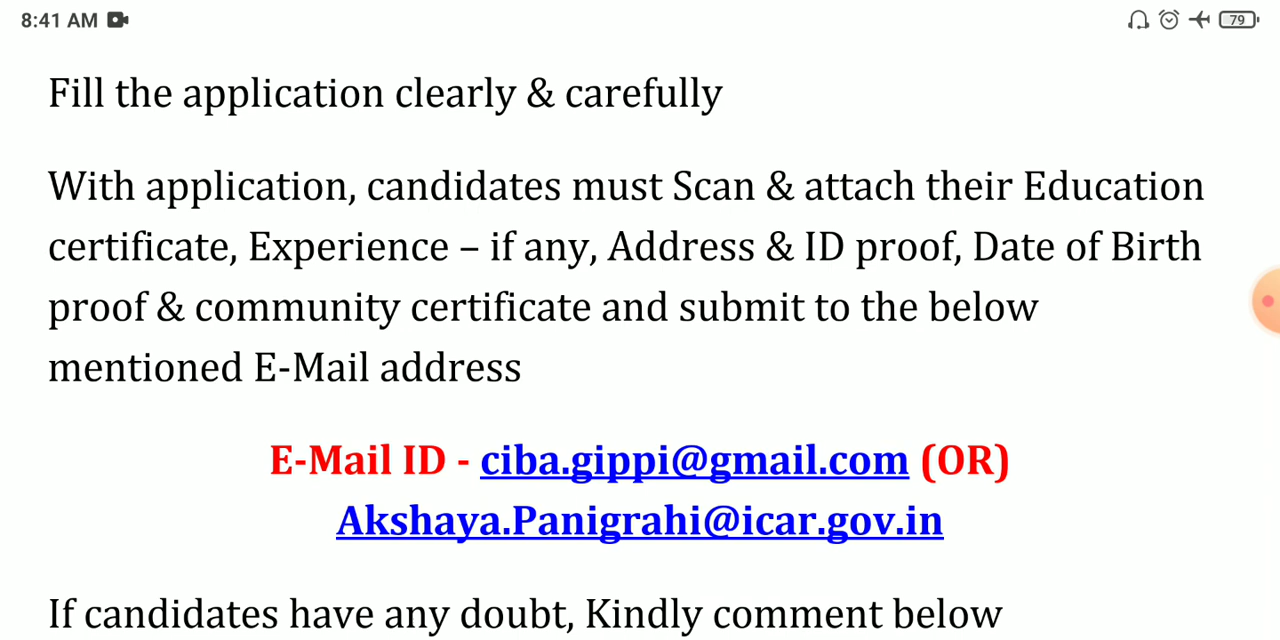 8:41 AM
79
Fill the application clearly & carefully
With application, candidates must Scan & attach their Education
certificate, Experience – if any, Address & ID proof, Date of Birth
proof & community certificate and submit to the below
mentioned E-Mail address
E-Mail ID - ciba.gippi@gmail.com (OR)
Akshaya.Panigrahi@icar.gov.in
If candidates have any doubt, Kindly comment below